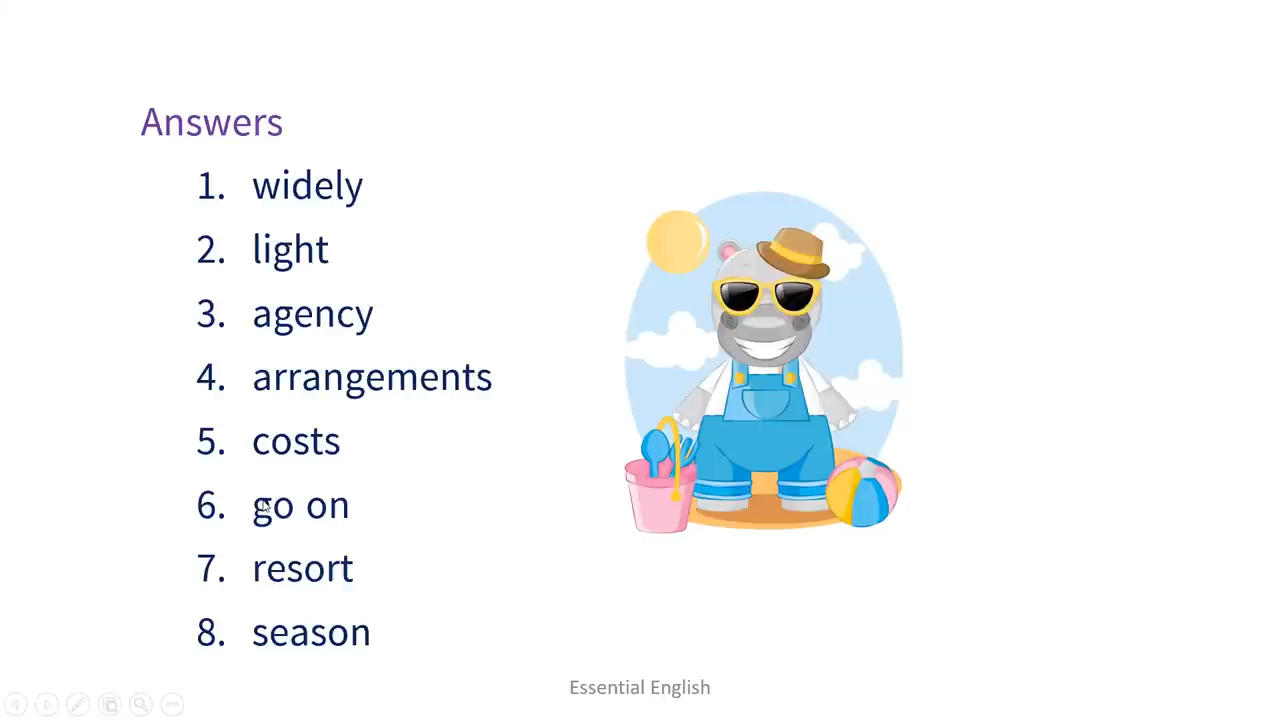 Answers
1. widely
2. light
3. agency
4. arrangements
5. costs
6. go on
7. resort
8. season
Essential English